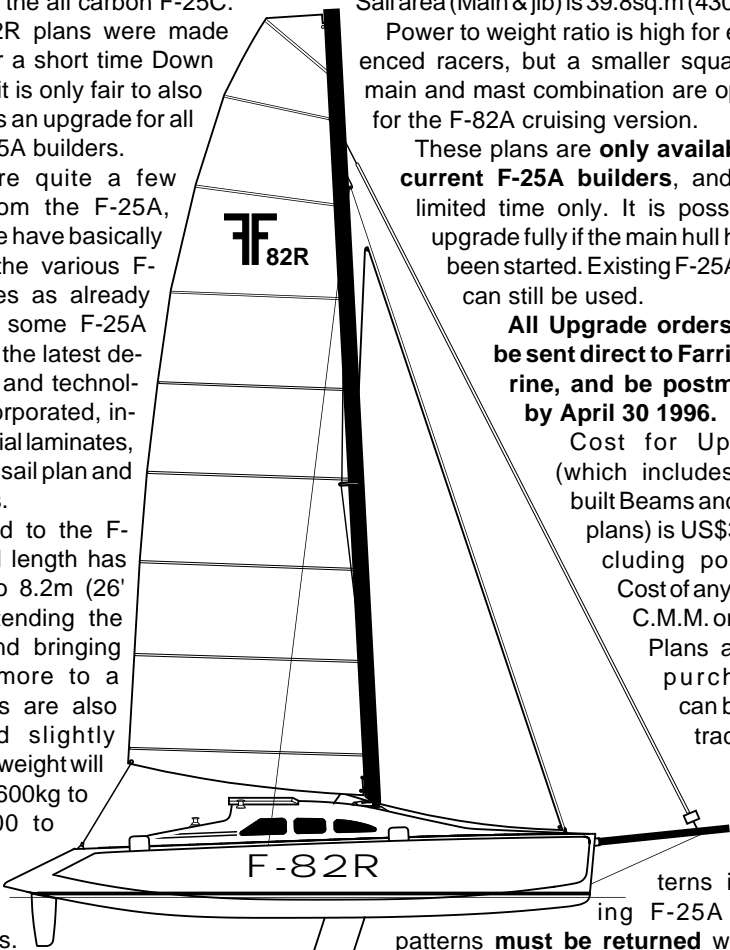 the all carbon F-25C.
2R plans were made
r a short time Down
it is only fair to also
s an upgrade for all
5A builders.
re quite a few
om the F-25A,
e have basically
the various F-
es as already
some F-25A
the latest de-
and technol-
orporated, in-
ial laminates,
sail plan and
s.
d to the F-
l length has
o 8.2m (26'
tending the
nd bringing
more to a
s are also
d slightly
weight will
600kg to
00 to
s.
Sail area (Main & jib) is 39.8sq.m (430
Power to weight ratio is high for e
enced racers, but a smaller squa
main and mast combination are op
for the F-82A cruising version.
These plans are only availab
current F-25A builders, and
limited time only. It is poss
upgrade fully if the main hull h
been started. Existing F-25A
can still be used.
All Upgrade orders
be sent direct to Farri
rine, and be postm
by April 30 1996.
Cost for Up
(which includes
built Beams and
plans) is US$
cluding po
Cost of any
C.M.M. or
Plans a
purch
can b
trac
terns i
ing F-25A
patterns must be returned w
FF 82R
F-82R